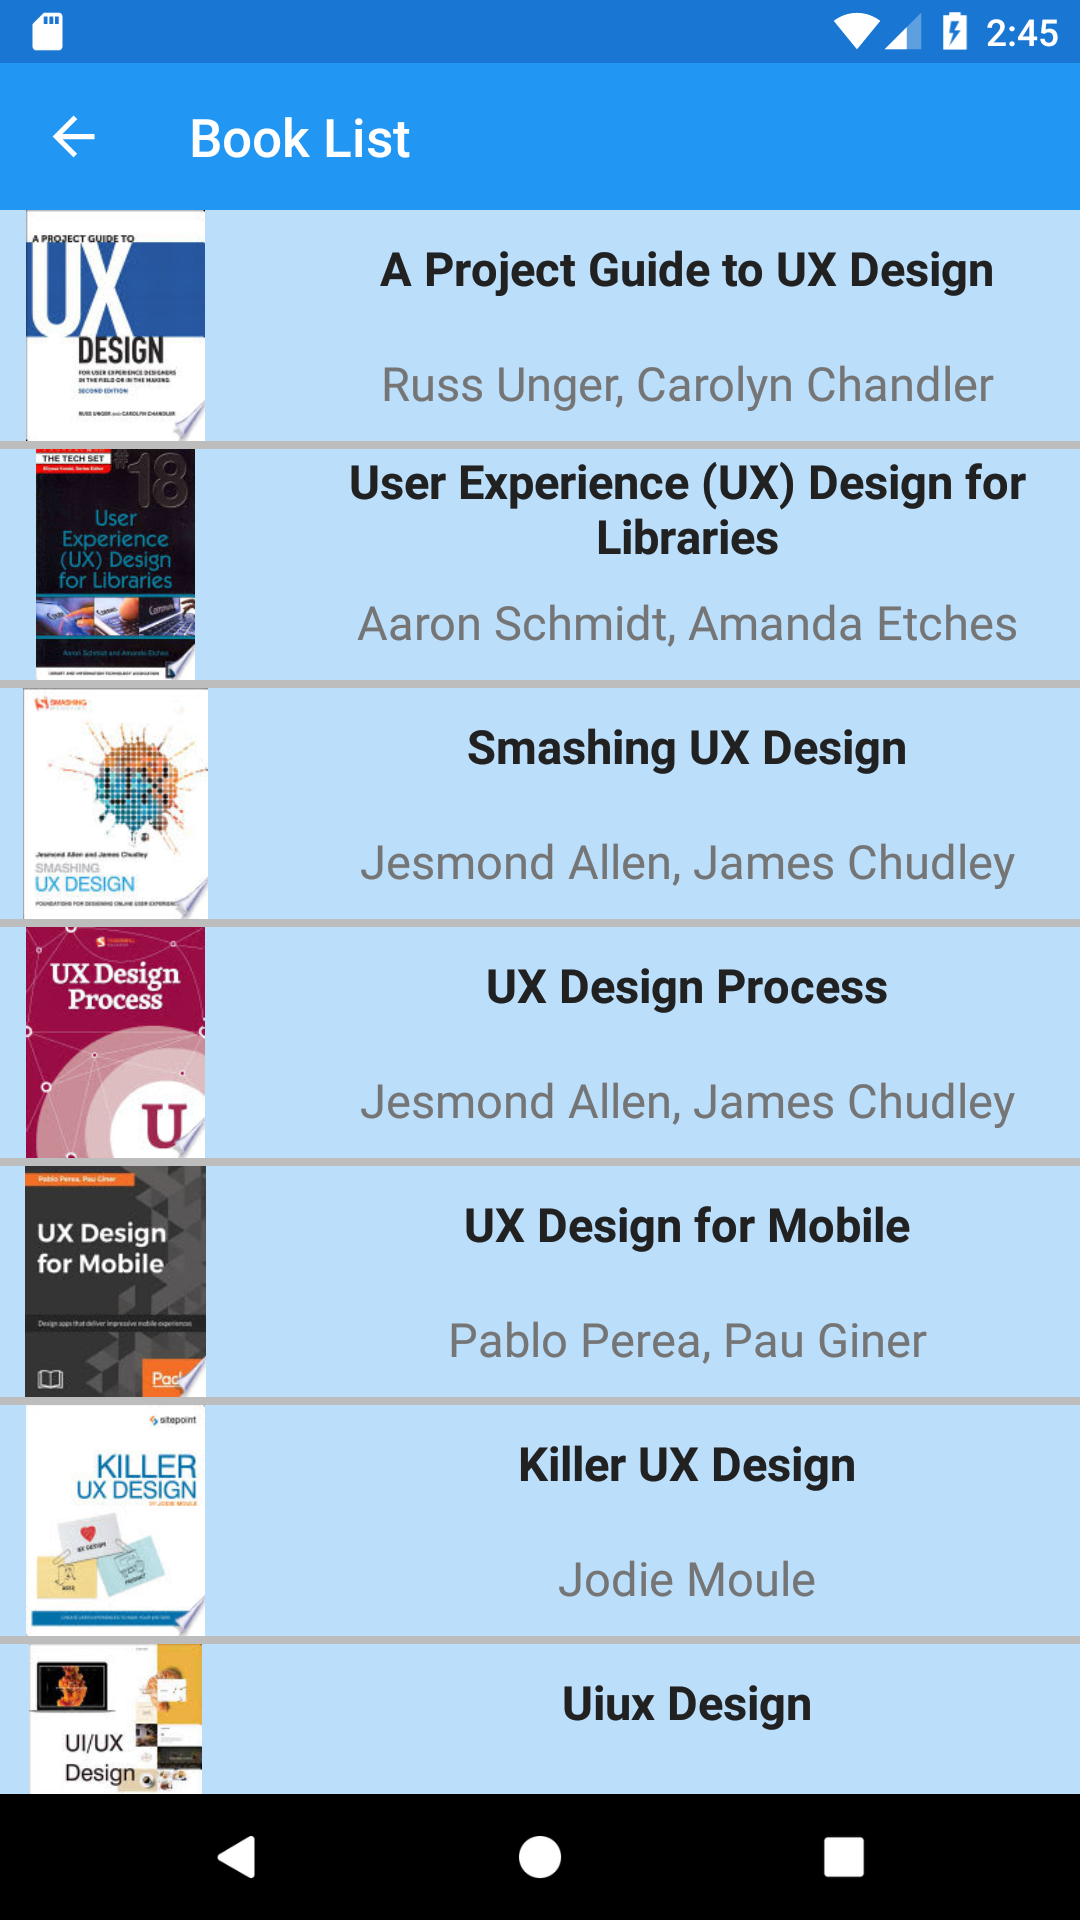 2:45
Book List
A PROJECT GUIDE TO
UX
DESIGN
FOR USER EXPERIENCE DESIGNERS
IN THE FIELD OR IN THE MAKING
SECOND EDITION
RUSS UNGER AND CAROLYN CHANDLER
A Project Guide to UX Design
Russ Unger, Carolyn Chandler
THE TECH SET
#18
User
Experience
(UX) Design
for Libraries
Aaron Schmidt and Amanda Etches
User Experience (UX) Design for
Libraries
Aaron Schmidt, Amanda Etches
SMASHING
UX
Jesmond Allen and James Chudley
SMASHING
UX DESIGN
Smashing UX Design
Jesmond Allen, James Chudley
UX Design
Process
U
UX Design Process
Jesmond Allen, James Chudley
Pablo Perea, Pau Giner
UX Design
for Mobile
Design apps that deliver impressive mobile experiences
Pack
UX Design for Mobile
Pablo Perea, Pau Giner
sitepoint
KILLER
UX DESIGN
BY JODIE MOULE
Killer UX Design
Jodie Moule
UI/UX
Design
Uiux Design